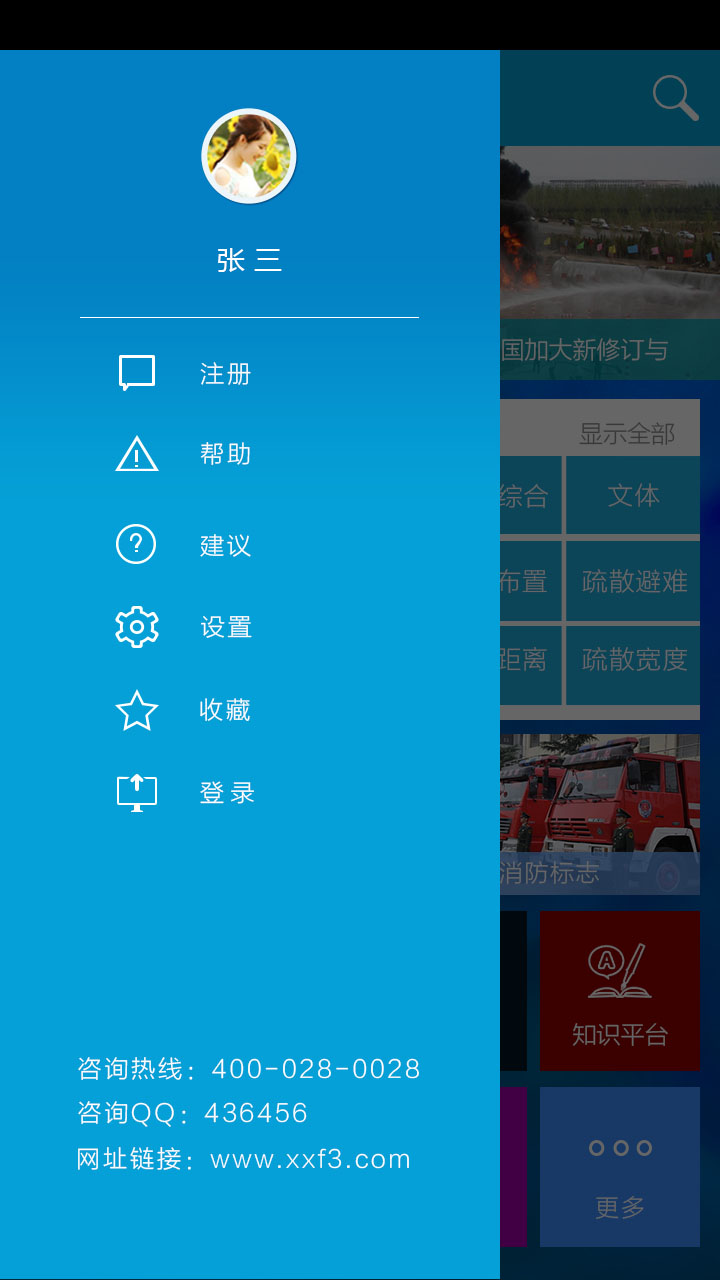 张三
注册
帮助
建议
设置
收藏
登录
咨询热线：400-028-0028
咨询QQ：436456
网址链接：www.xxf3.com
国加大新修订与
显示全部
综合
文体
布置
疏散避难
距离
疏散宽度
消防标志
A
知识平台
更多